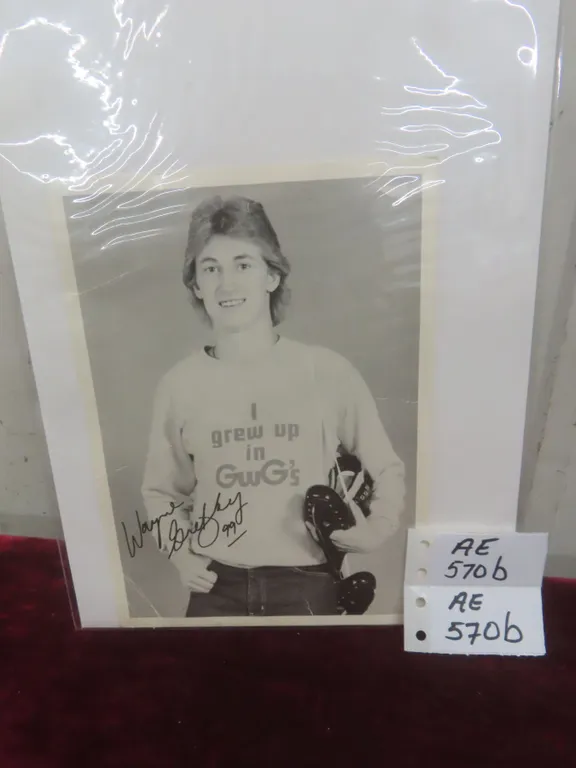 I
grew up
in
GWG's
Wayne
Gretzky
99
AE
570b
AE
570b